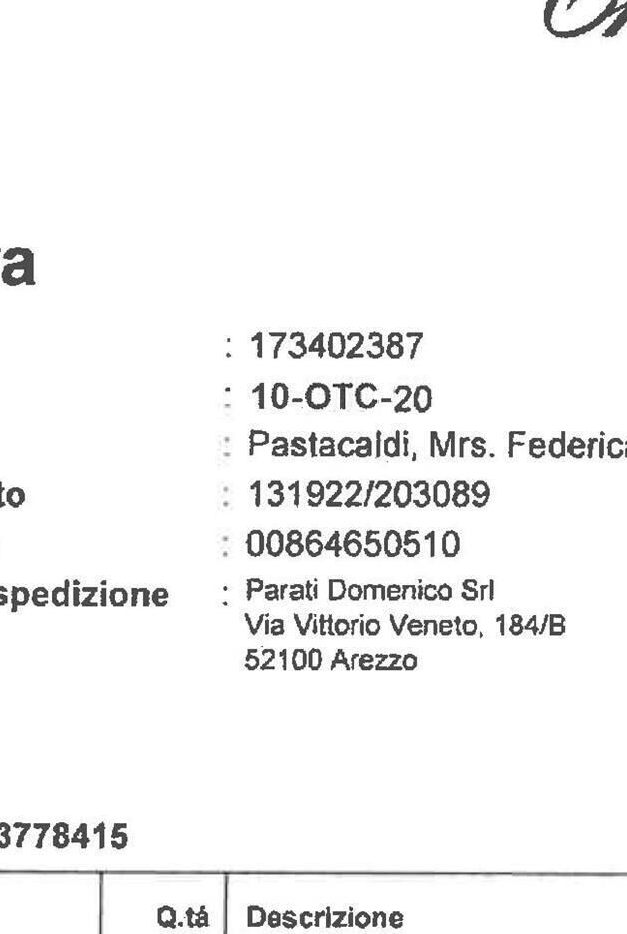 : 173402387
: 10-OTC-20
: Pastacaldi, Mrs. Federica
to : 131922/203089
: 00864650510
spedizione : Parati Domenico Srl
Via Vittorio Veneto, 184/B
52100 Arezzo
3778415
Q.tá Descrizione